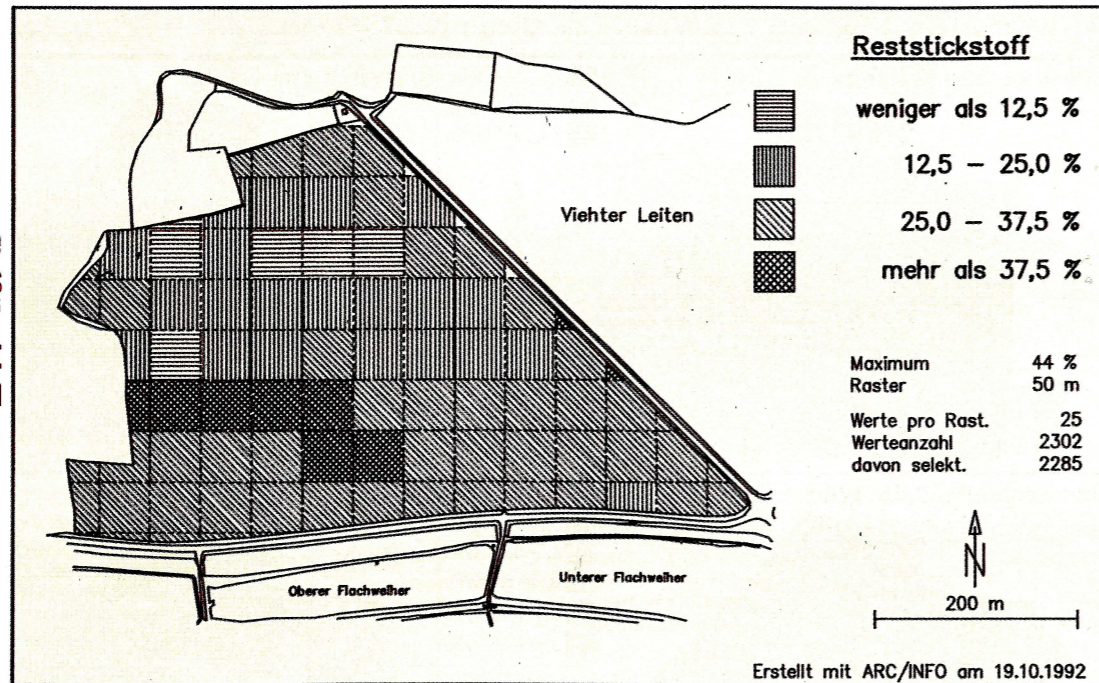 Reststickstoff
weniger als 12,5 %
12,5 – 25,0 %
25,0 – 37,5 %
mehr als 37,5 %
Viehter Leiten
Maximum 44 %
Raster 50 m
Werte pro Rast. 25
Werteanzahl 2302
davon selekt. 2285
N
200 m
Oberer Flachweiher
Unterer Flachweiher
Erstellt mit ARC/INFO am 19.10.1992